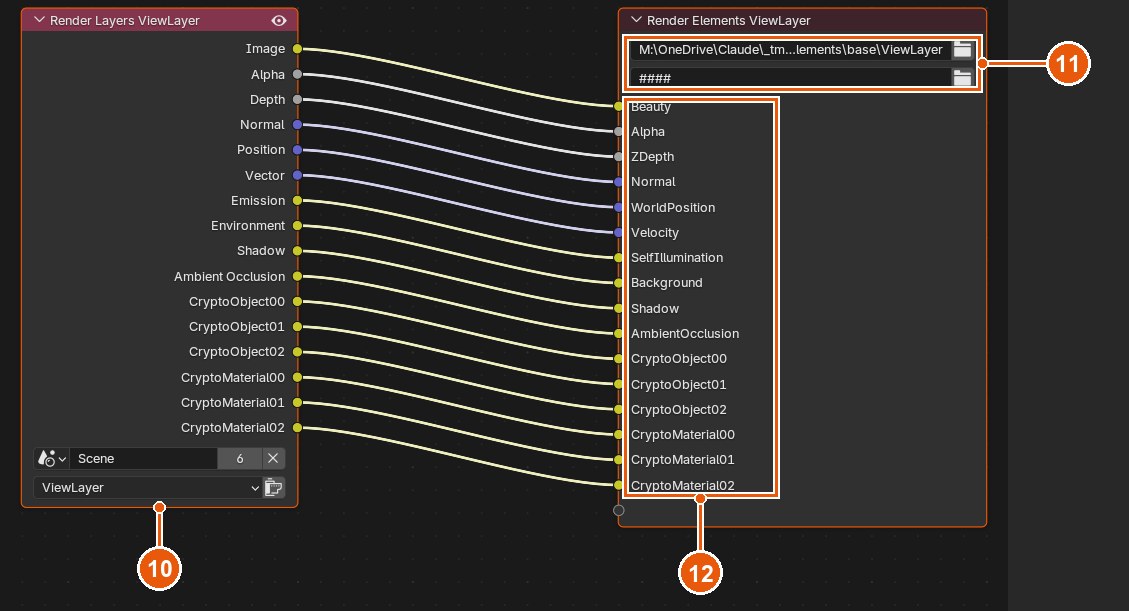 Render Layers ViewLayer
Image
Alpha
Depth
Normal
Position
Vector
Emission
Environment
Shadow
Ambient Occlusion
CryptoObject00
CryptoObject01
CryptoObject02
CryptoMaterial00
CryptoMaterial01
CryptoMaterial02
Scene 6
ViewLayer
10
Render Elements ViewLayer
M:\OneDrive\Claude\_tm...lements\base\ViewLayer
####
11
Beauty
Alpha
ZDepth
Normal
WorldPosition
Velocity
SelfIllumination
Background
Shadow
AmbientOcclusion
CryptoObject00
CryptoObject01
CryptoObject02
CryptoMaterial00
CryptoMaterial01
CryptoMaterial02
12